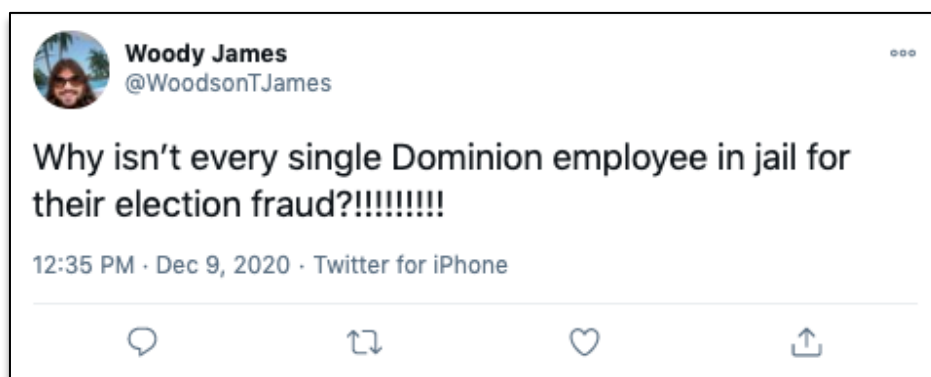 Woody James
@WoodsonTJames
Why isn’t every single Dominion employee in jail for
their election fraud?!!!!!!!!!
12:35 PM · Dec 9, 2020 · Twitter for iPhone